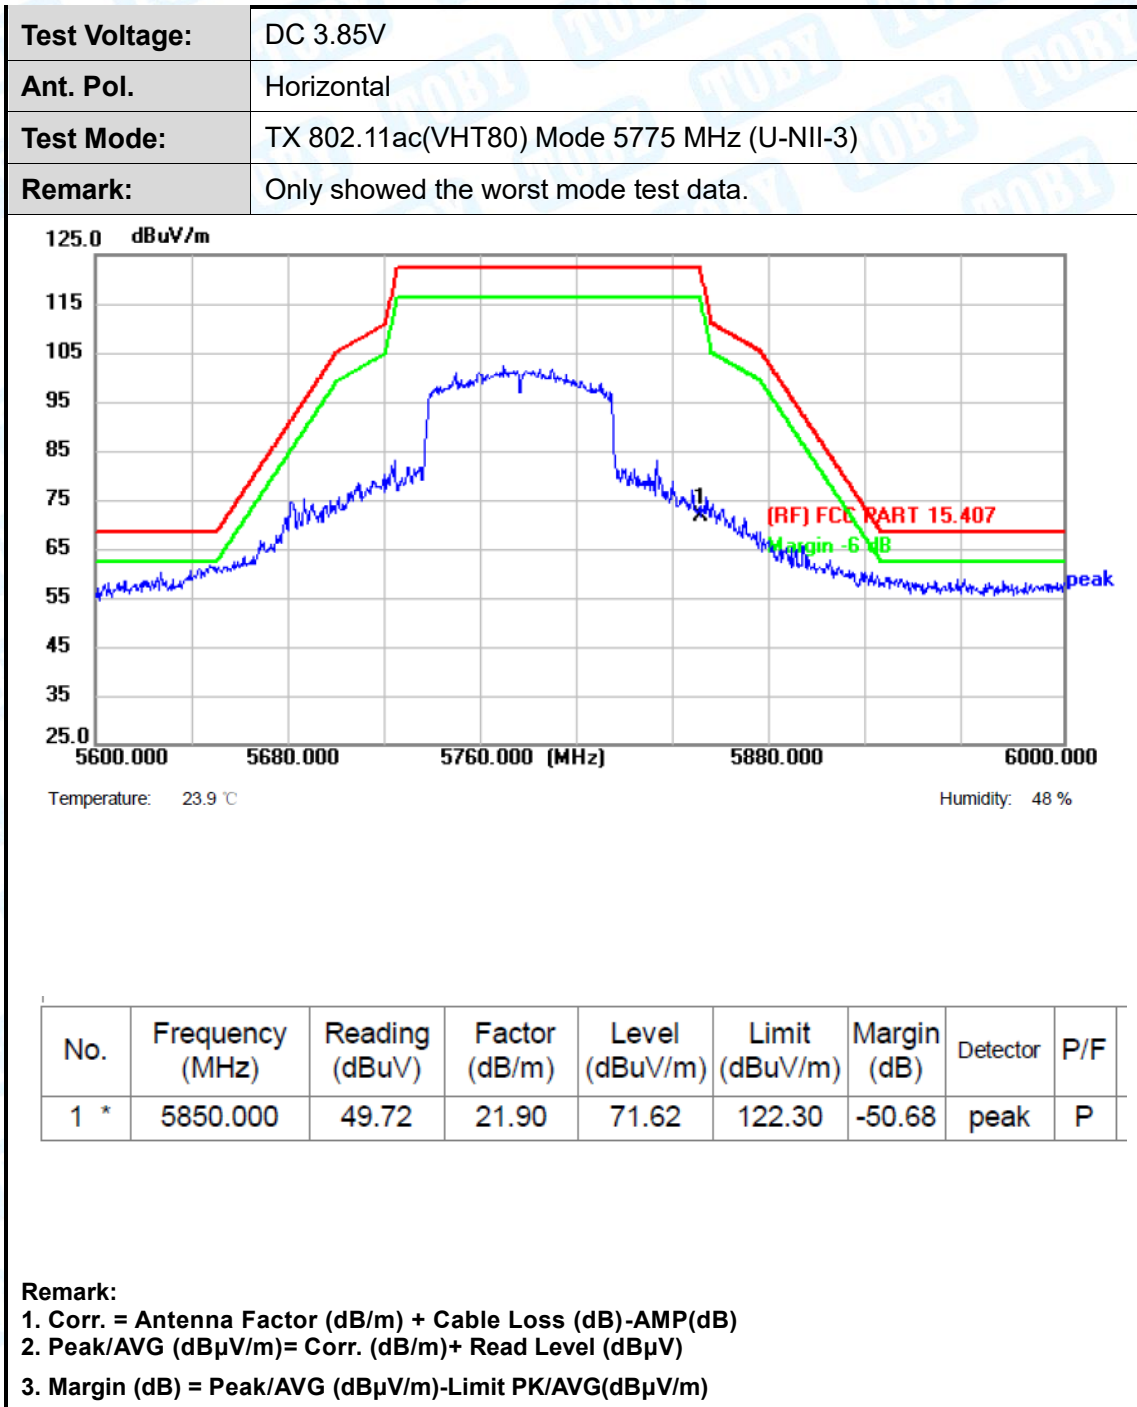 Test Voltage: DC 3.85V
Ant. Pol. Horizontal
Test Mode: TX 802.11ac(VHT80) Mode 5775 MHz (U-NII-3)
Remark: Only showed the worst mode test data.
125.0 dBuV/m
115
105
95
85
75
65
55
45
35
25.0
1
(RF) FCC PART 15.407
Margin -6 dB
peak
5600.000 5680.000 5760.000 (MHz) 5880.000 6000.000
Temperature: 23.9 ℃ Humidity: 48 %
No. Frequency (MHz) Reading (dBuV) Factor (dB/m) Level (dBuV/m) Limit (dBuV/m) Margin (dB) Detector P/F
1 * 5850.000 49.72 21.90 71.62 122.30 -50.68 peak P
Remark:
1. Corr. = Antenna Factor (dB/m) + Cable Loss (dB)-AMP(dB)
2. Peak/AVG (dBµV/m)= Corr. (dB/m)+ Read Level (dBµV)
3. Margin (dB) = Peak/AVG (dBµV/m)-Limit PK/AVG(dBµV/m)
TOBY